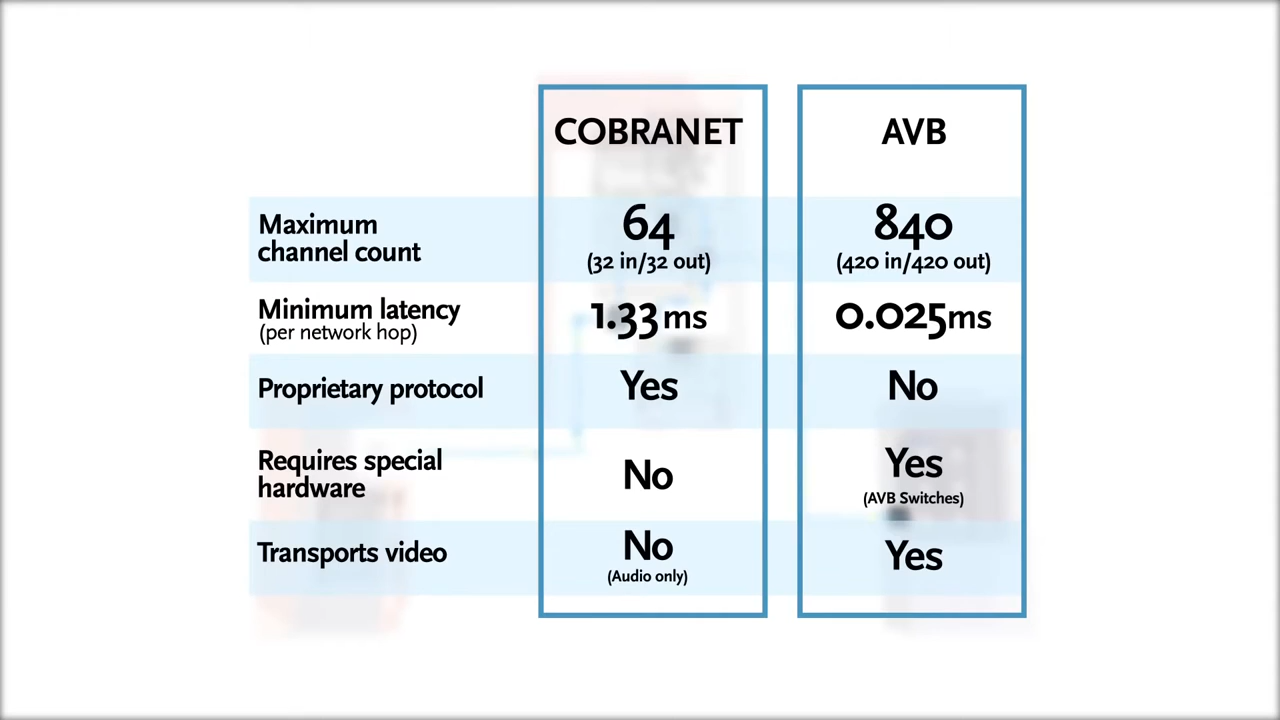 COBRANET AVB
Maximum
channel count
64
(32 in/32 out)
840
(420 in/420 out)
Minimum latency
(per network hop)
1.33 ms
0.025ms
Proprietary protocol
Yes
No
Requires special
hardware
No
Yes
(AVB Switches)
Transports video
No
(Audio only)
Yes